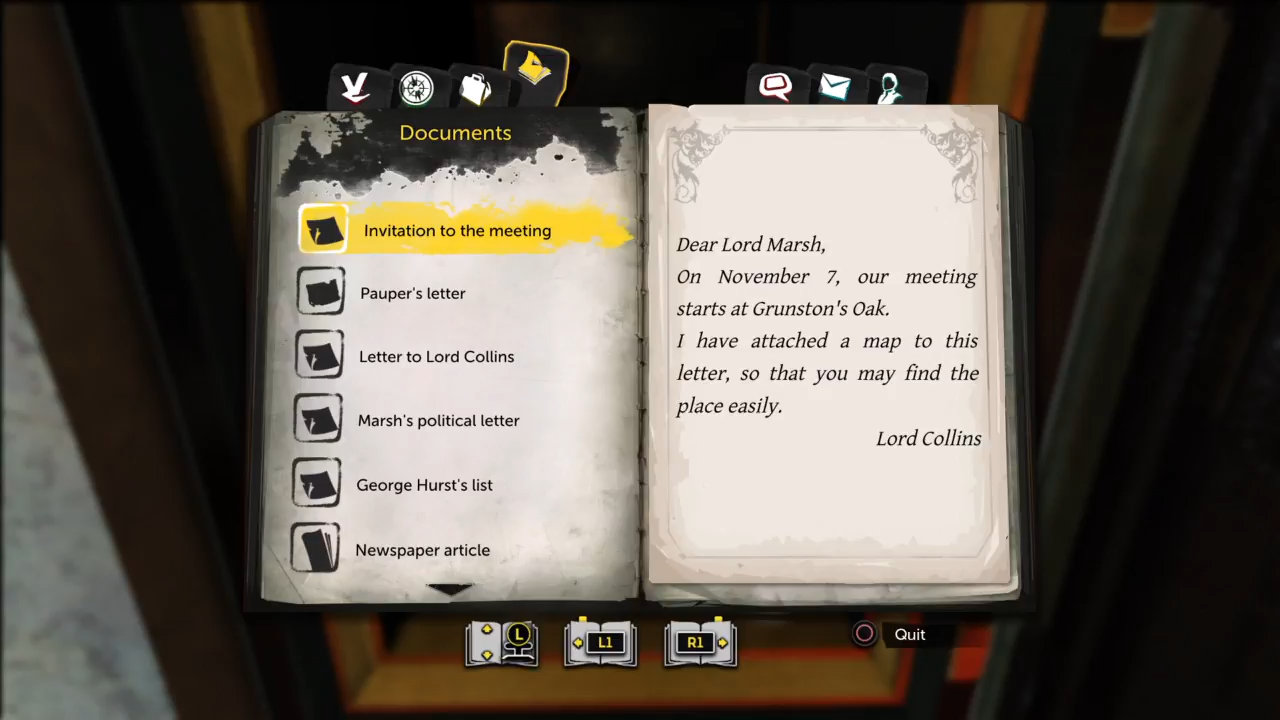 Documents
Invitation to the meeting
Pauper's letter
Letter to Lord Collins
Marsh's political letter
George Hurst's list
Newspaper article
Dear Lord Marsh,
On November 7, our meeting
starts at Grunston's Oak.
I have attached a map to this
letter, so that you may find the
place easily.
Lord Collins
L
L1
R1
Quit